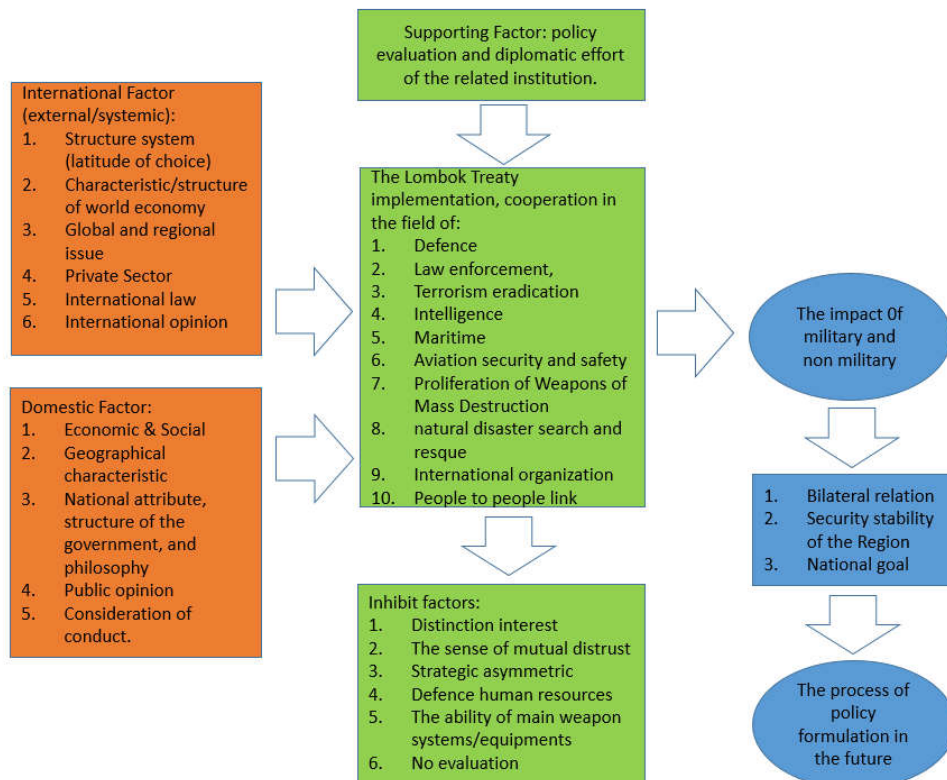 Supporting Factor: policy
evaluation and diplomatic effort
of the related institution.
International Factor
(external/systemic):
1. Structure system
(latitude of choice)
2. Characteristic/structure
of world economy
3. Global and regional
issue
4. Private Sector
5. International law
6. International opinion
Domestic Factor:
1. Economic & Social
2. Geographical
characteristic
3. National attribute,
structure of the
government, and
philosophy
4. Public opinion
5. Consideration of
conduct.
The Lombok Treaty
implementation, cooperation in
the field of:
1. Defence
2. Law enforcement,
3. Terrorism eradication
4. Intelligence
5. Maritime
6. Aviation security and safety
7. Proliferation of Weapons of
Mass Destruction
8. natural disaster search and
resque
9. International organization
10. People to people link
Inhibit factors:
1. Distinction interest
2. The sense of mutual distrust
3. Strategic asymmetric
4. Defence human resources
5. The ability of main weapon
systems/equipments
6. No evaluation
The impact 0f
military and
non military
1. Bilateral relation
2. Security stability
of the Region
3. National goal
The process of
policy
formulation in
the future